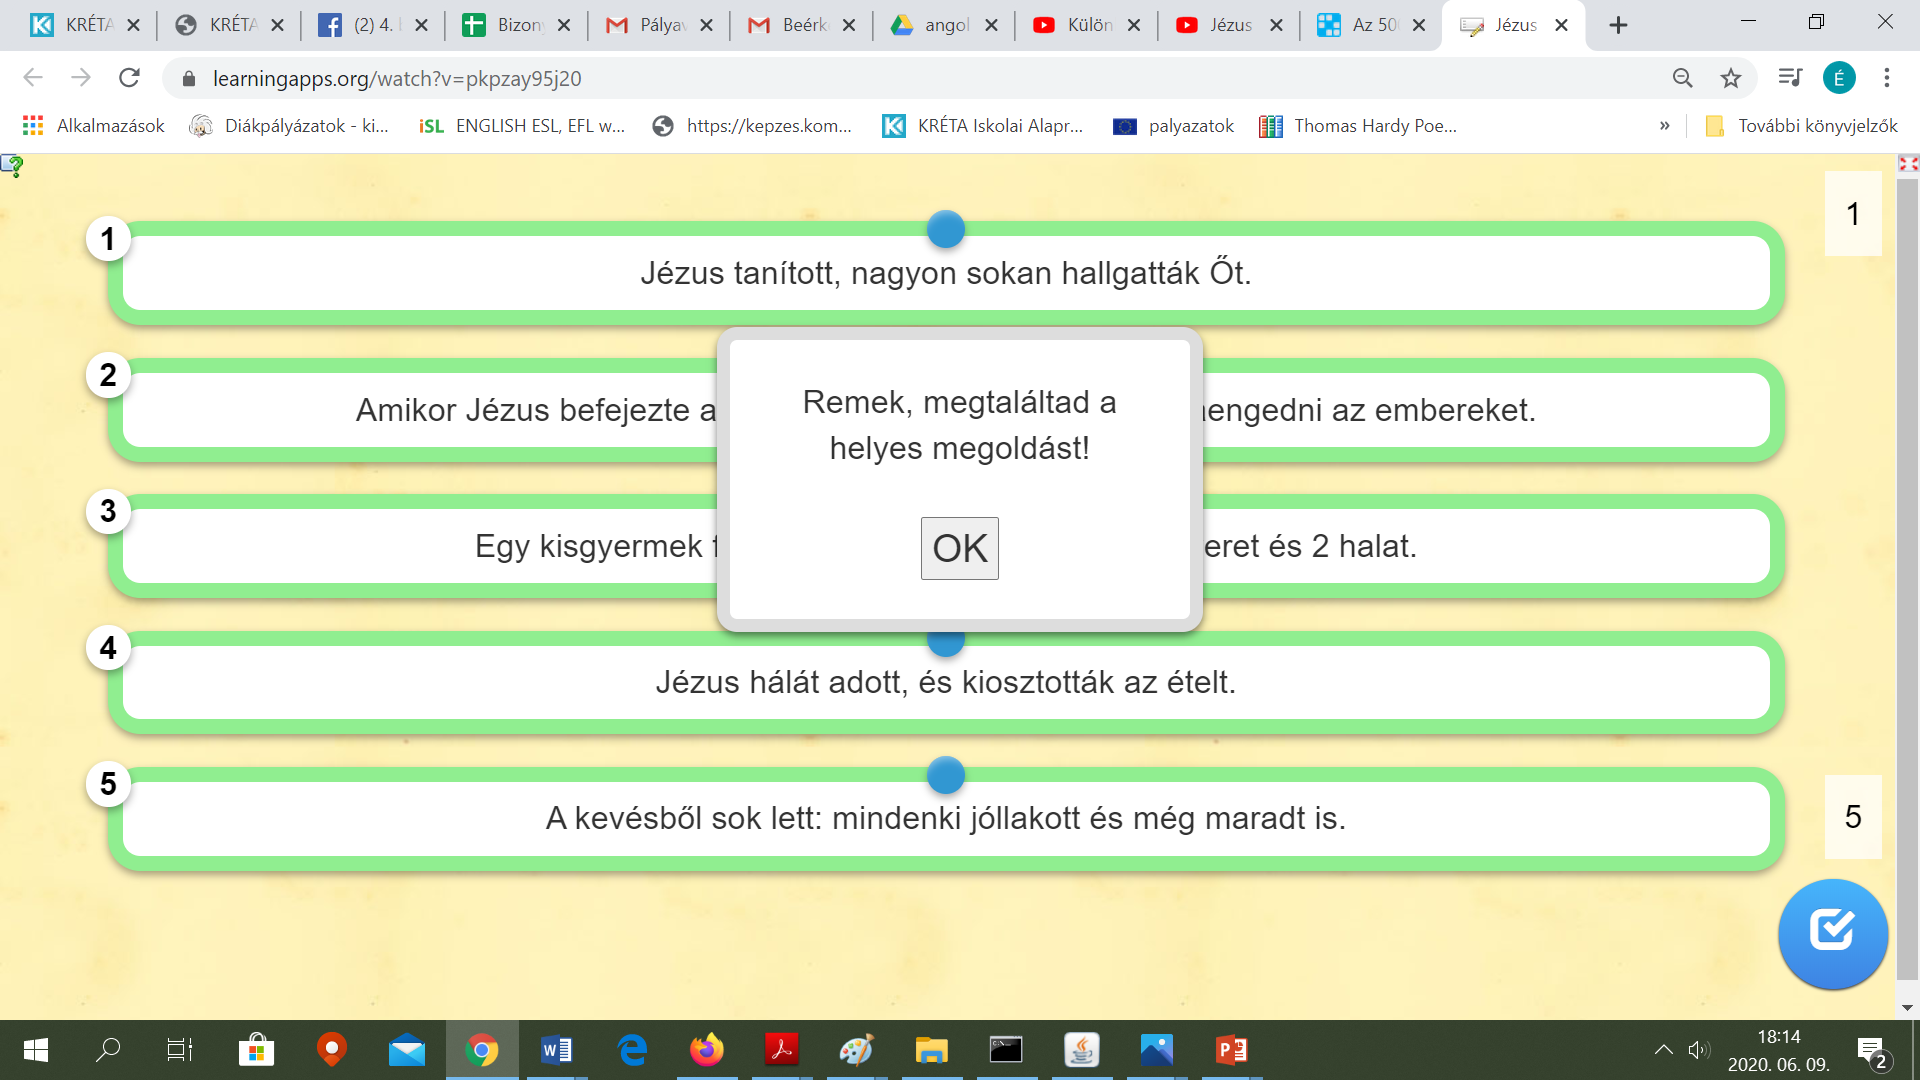 KRÉTA
KRÉTA
(2) 4.
Bizony
Pályav
Beérk
angol
Külön
Jézus
Az 50
Jézus
learningapps.org/watch?v=pkpzay95j20
É
Alkalmazások
Diákpályázatok - ki...
iSL ENGLISH ESL, EFL w...
https://kepzes.kom...
KRÉTA Iskolai Alapr...
palyazatok
Thomas Hardy Poe...
»
További könyvjelzők
1
1
Jézus tanított, nagyon sokan hallgatták Őt.
2
Amikor Jézus befejezte a
engedni az embereket.
3
Egy kisgyermek
eret és 2 halat.
Remek, megtaláltad a
helyes megoldást!
OK
4
Jézus hálát adott, és kiosztották az ételt.
5
A kevésből sok lett: mindenki jóllakott és még maradt is.
5
18:14
2020. 06. 09.
2